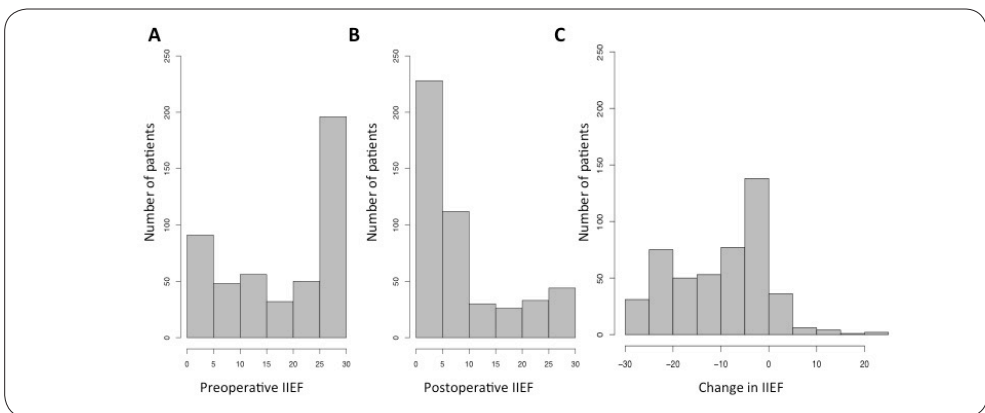 A
B
C
Number of patients
250
200
150
100
50
0
0 5 10 15 20 25 30
Preoperative IIEF
Number of patients
250
200
150
100
50
0
0 5 10 15 20 25 30
Postoperative IIEF
Number of patients
250
200
150
100
50
0
−30 −20 −10 0 10 20
Change in IIEF